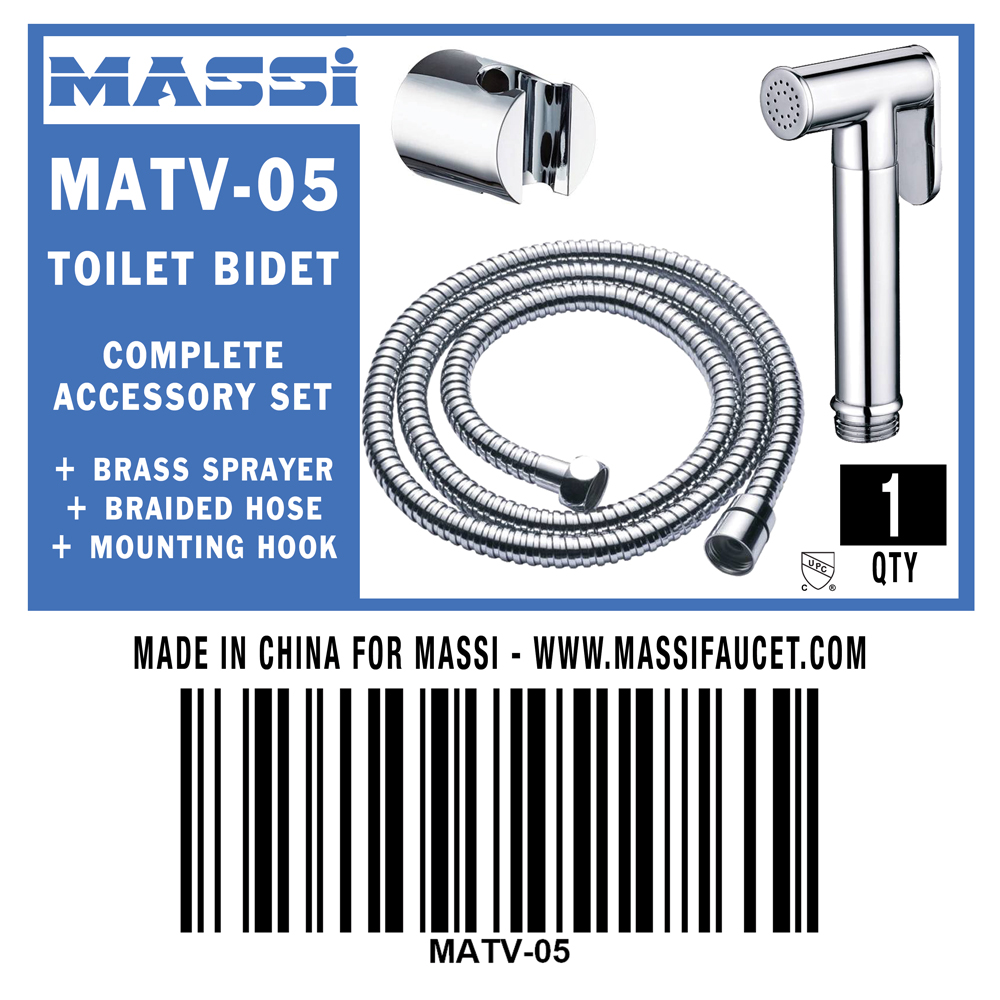 MASSi
MATV-05
TOILET BIDET
COMPLETE
ACCESSORY SET
+ BRASS SPRAYER
+ BRAIDED HOSE
+ MOUNTING HOOK
1
QTY
UPC
C ®
MADE IN CHINA FOR MASSI - WWW.MASSIFAUCET.COM
MATV-05